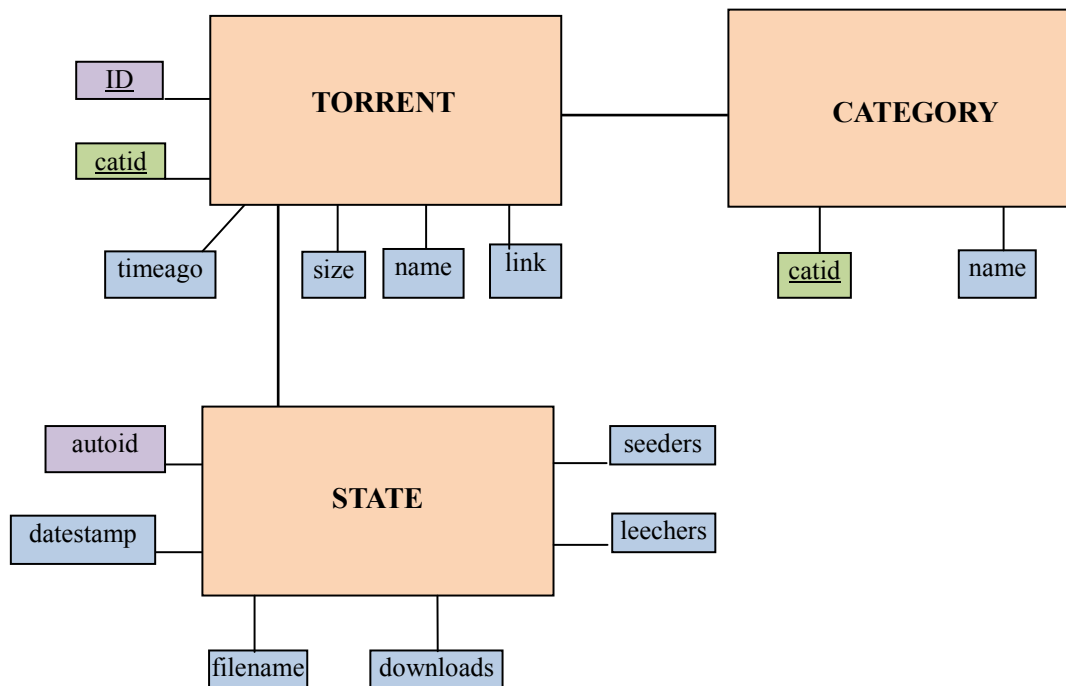 ID
TORRENT
CATEGORY
catid
timeago
size
name
link
catid
name
autoid
seeders
STATE
datestamp
leechers
filename
downloads